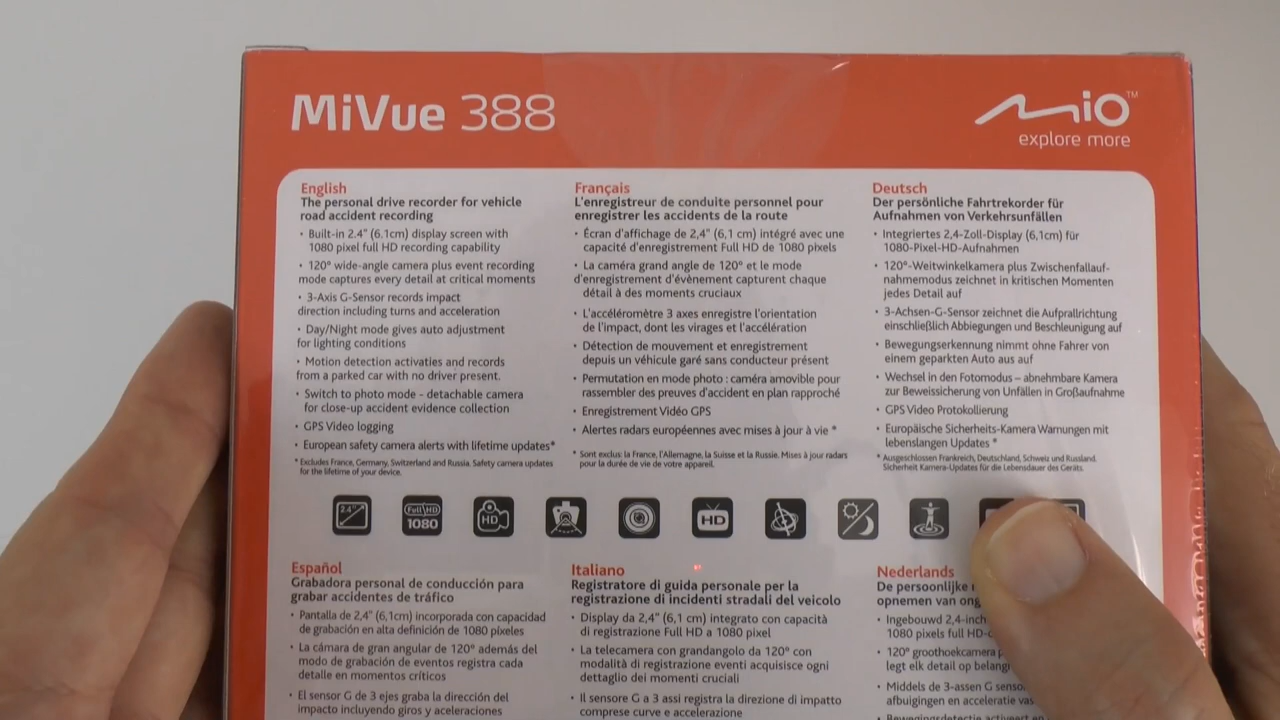 MiVue 388
MiO™
explore more
English
The personal drive recorder for vehicle
road accident recording
• Built-in 2.4" (6.1cm) display screen with
1080 pixel full HD recording capability
• 120° wide-angle camera plus event recording
mode captures every detail at critical moments
• 3-Axis G-Sensor records impact
direction including turns and acceleration
• Day/Night mode gives auto adjustment
for lighting conditions
• Motion detection activaties and records
from a parked car with no driver present.
• Switch to photo mode - detachable camera
for close-up accident evidence collection
• GPS Video logging
• European safety camera alerts with lifetime updates*
* Excludes France, Germany, Switzerland and Russia. Safety camera updates
for the lifetime of your device.
Français
L'enregistreur de conduite personnel pour
enregistrer les accidents de la route
• Écran d'affichage de 2,4" (6,1 cm) intégré avec une
capacité d'enregistrement Full HD de 1080 pixels
• La caméra grand angle de 120° et le mode
d'enregistrement d'évènement capturent chaque
détail à des moments cruciaux
• L'accéléromètre 3 axes enregistre l'orientation
de l'impact, dont les virages et l'accélération
• Détection de mouvement et enregistrement
depuis un véhicule garé sans conducteur présent
• Permutation en mode photo : caméra amovible pour
rassembler des preuves d'accident en plan rapproché
• Enregistrement Vidéo GPS
• Alertes radars européennes avec mises à jour à vie *
* Sont exclus: la France, l'Allemagne, la Suisse et la Russie. Mises à jour radars
pour la durée de vie de votre appareil.
Deutsch
Der persönliche Fahrtrekorder für
Aufnahmen von Verkehrsunfällen
• Integriertes 2,4-Zoll-Display (6,1cm) für
1080-Pixel-HD-Aufnahmen
• 120°-Weitwinkelkamera plus Zwischenfallauf-
nahmemodus zeichnet in kritischen Momenten
jedes Detail auf
• 3-Achsen-G-Sensor zeichnet die Aufprallrichtung
einschließlich Abbiegungen und Beschleunigung auf
• Bewegungserkennung nimmt ohne Fahrer von
einem geparkten Auto aus auf
• Wechsel in den Fotomodus – abnehmbare Kamera
zur Beweissicherung von Unfällen in Großaufnahme
• GPS Video Protokollierung
• Europäische Sicherheits-Kamera Warnungen mit
lebenslangen Updates *
* Ausgeschlossen Frankreich, Deutschland, Schweiz und Russland.
Sicherheit Kamera-Updates für die Lebensdauer des Geräts.
2.4"
Full HD
1080
HD
HD
Español
Grabadora personal de conducción para
grabar accidentes de tráfico
• Pantalla de 2,4" (6,1cm) incorporada con capacidad
de grabación en alta definición de 1080 píxeles
• La cámara de gran angular de 120° además del
modo de grabación de eventos registra cada
detalle en momentos críticos
• El sensor G de 3 ejes graba la dirección del
impacto incluyendo giros y aceleraciones
Italiano
Registratore di guida personale per la
registrazione di incidenti stradali del veicolo
• Display da 2,4" (6,1 cm) integrato con capacità
di registrazione Full HD a 1080 pixel
• La telecamera con grandangolo da 120° con
modalità di registrazione eventi acquisisce ogni
dettaglio dei momenti cruciali
• Il sensore G a 3 assi registra la direzione di impatto
comprese curve e accelerazione
Nederlands
De persoonlijke
opnemen van
• Ingebouwd 2,4-inch
1080 pixels full
• 120° groothoekcamera
legt elk detail op
• Middels de 3-assen G
afbuigingen en acceleratie